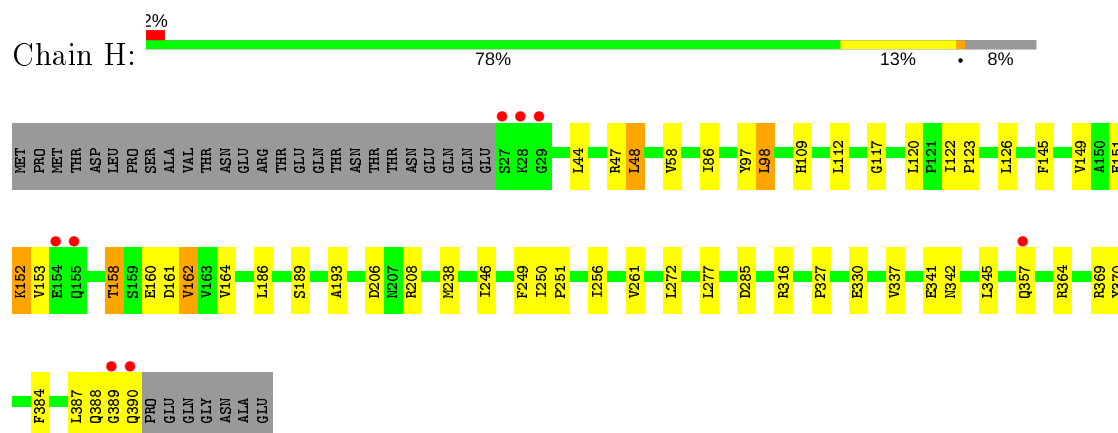 2%
Chain H:
78% 13% • 8%
MET PRO MET THR ASP LEU PRO SER ALA VAL THR ASN GLU ARG THR GLU GLN THR ASN THR THR ASN GLU GLN GLN GLU S27 K28 G29 L44 R47 L48 V58 I86 Y97 L98 H109 L112 G117 L120 P121 I122 P123 L126 F145 V149 A150 E151
K152 V153 E154 Q155 T158 S159 E160 D161 V162 V163 V164 L186 S189 A193 D206 N207 R208 M238 I246 F249 I250 P251 I256 V261 L272 L277 D285 R316 P327 E330 V337 E341 N342 L345 Q357 R364 R369 Y370
F384 L387 Q388 G389 Q390 PRO GLU GLN GLY ASN ALA GLU